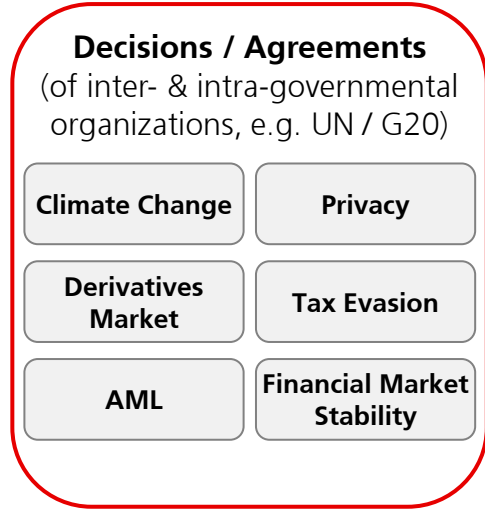 Decisions / Agreements
(of inter- & intra-governmental
organizations, e.g. UN / G20)
Climate Change
Privacy
Derivatives
Market
Tax Evasion
AML
Financial Market
Stability